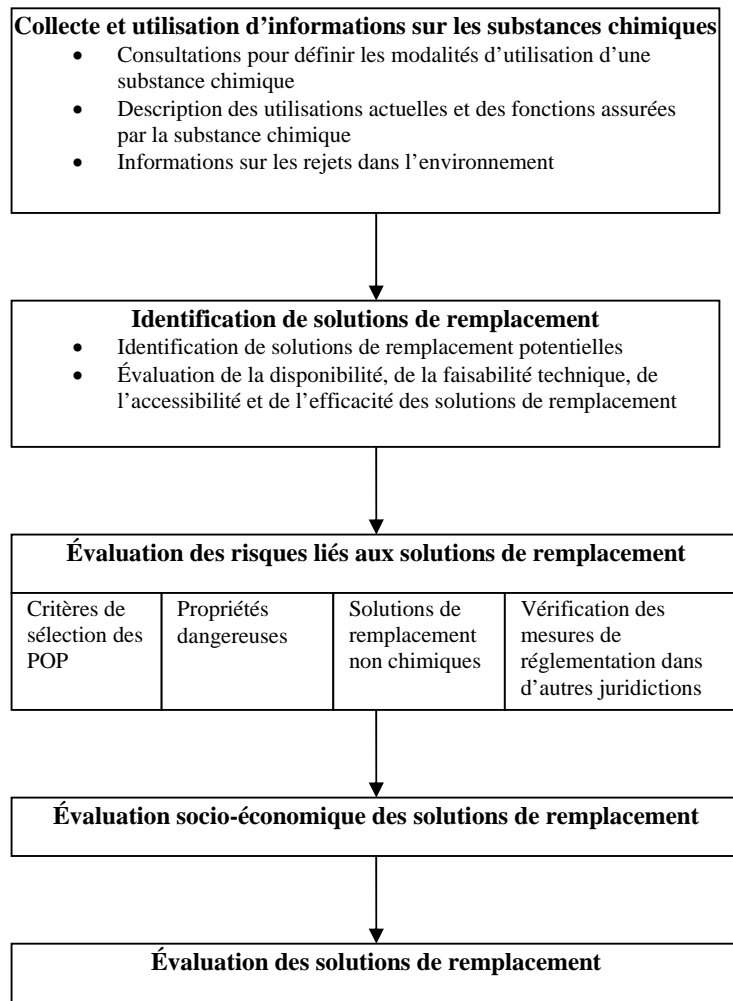 Collecte et utilisation d'informations sur les substances chimiques
• Consultations pour définir les modalités d'utilisation d'une
substance chimique
• Description des utilisations actuelles et des fonctions assurées
par la substance chimique
• Informations sur les rejets dans l'environnement
Identification de solutions de remplacement
• Identification de solutions de remplacement potentielles
• Évaluation de la disponibilité, de la faisabilité technique, de
l'accessibilité et de l'efficacité des solutions de remplacement
Évaluation des risques liés aux solutions de remplacement
Critères de
sélection des
POP
Propriétés
dangereuses
Solutions de
remplacement
non chimiques
Vérification des
mesures de
réglementation dans
d'autres juridictions
Évaluation socio-économique des solutions de remplacement
Évaluation des solutions de remplacement